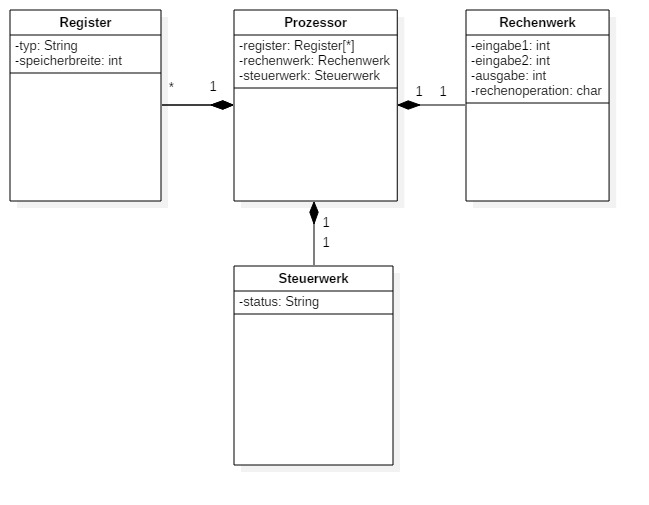 Register
-typ: String
-speicherbreite: int
* 1
Prozessor
-register: Register[*]
-rechenwerk: Rechenwerk
-steuerwerk: Steuerwerk
1 1
Rechenwerk
-eingabe1: int
-eingabe2: int
-ausgabe: int
-rechenoperation: char
1
1
Steuerwerk
-status: String